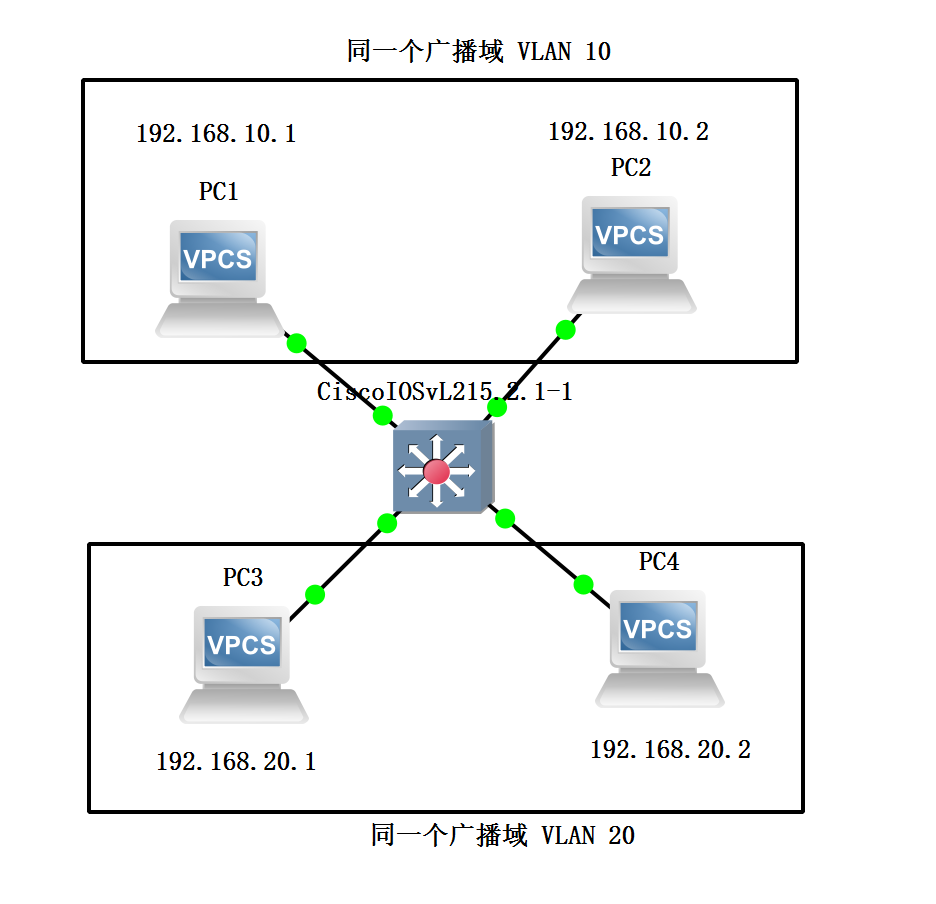 同一个广播域 VLAN 10
192.168.10.1
192.168.10.2
PC1
PC2
VPCS
VPCS
CiscoIOSvL215.2.1-1
PC3
PC4
VPCS
VPCS
192.168.20.1
192.168.20.2
同一个广播域 VLAN 20